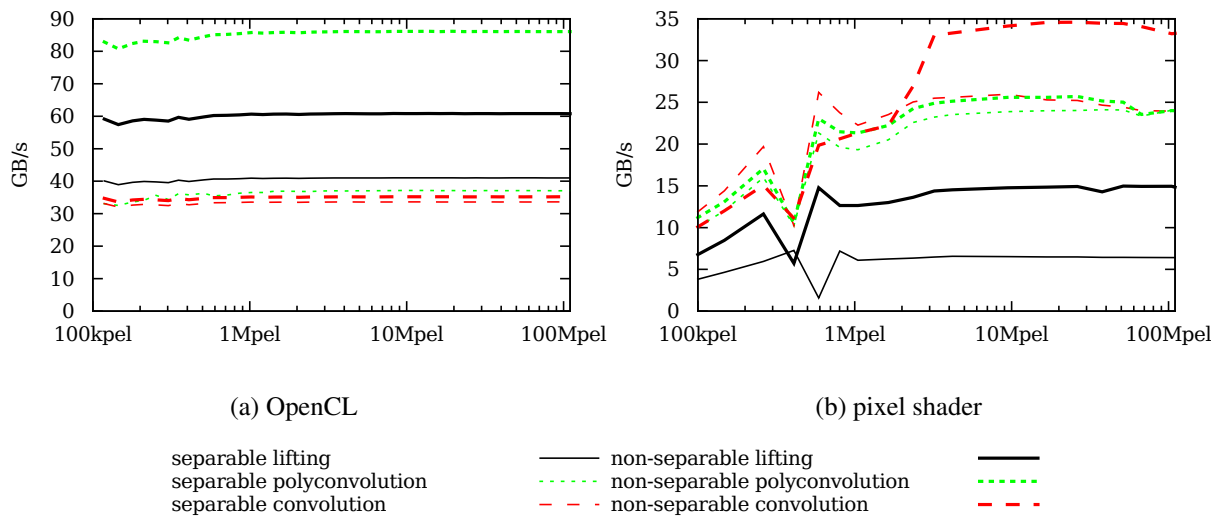 90
80
70
60
50
40
30
20
10
0
GB/s
100kpel 1Mpel 10Mpel 100Mpel
(a) OpenCL
35
30
25
20
15
10
5
0
GB/s
100kpel 1Mpel 10Mpel 100Mpel
(b) pixel shader
separable lifting non-separable lifting
separable polyconvolution non-separable polyconvolution
separable convolution non-separable convolution